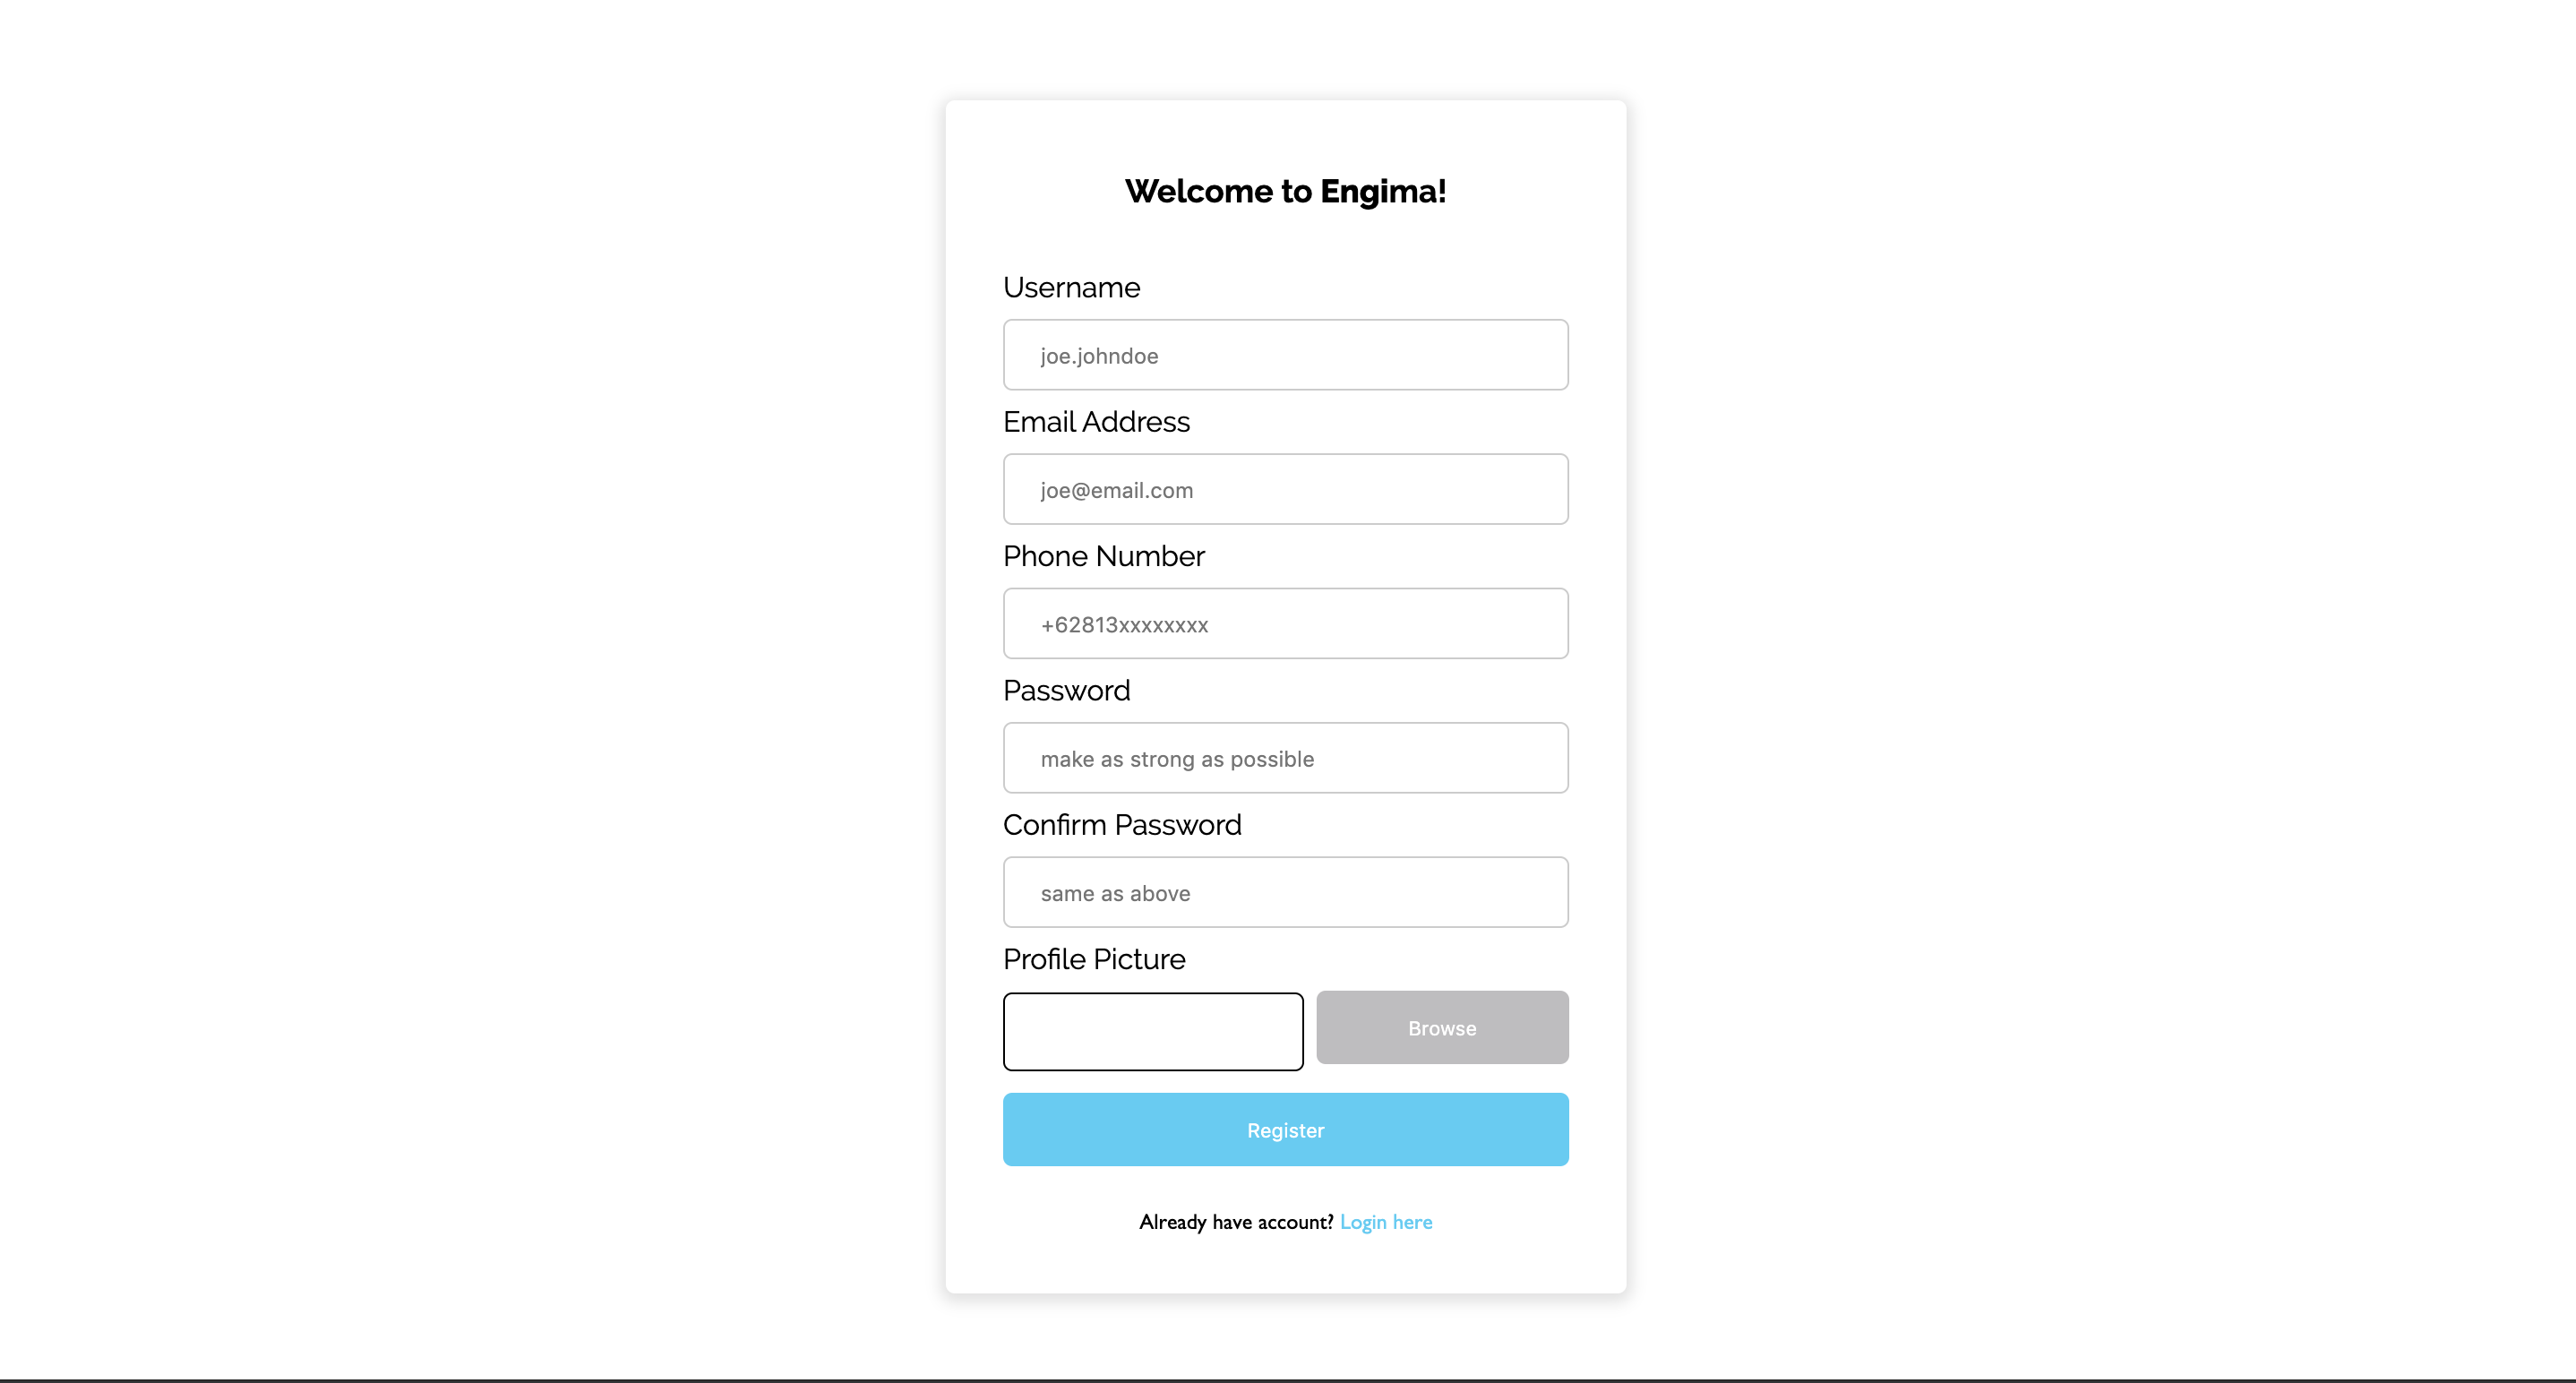 Welcome to Engima!
Username
joe.johndoe
Email Address
joe@email.com
Phone Number
+62813xxxxxxxx
Password
make as strong as possible
Confirm Password
same as above
Profile Picture
Browse
Register
Already have account? Login here